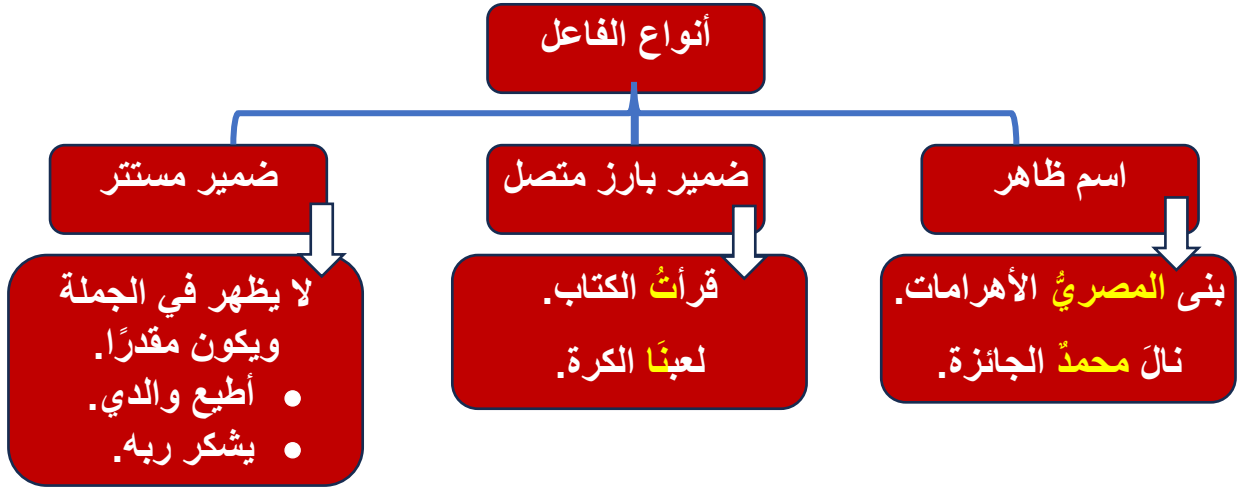 أنواع الفاعل
اسم ظاهر
بنى المصريُّ الأهرامات.
نالَ محمدٌ الجائزة.
ضمير بارز متصل
قرأتُ الكتاب.
لعبنَا الكرة.
ضمير مستتر
لا يظهر في الجملة
ويكون مقدرًا.
• أطيع والدي.
• يشكر ربه.